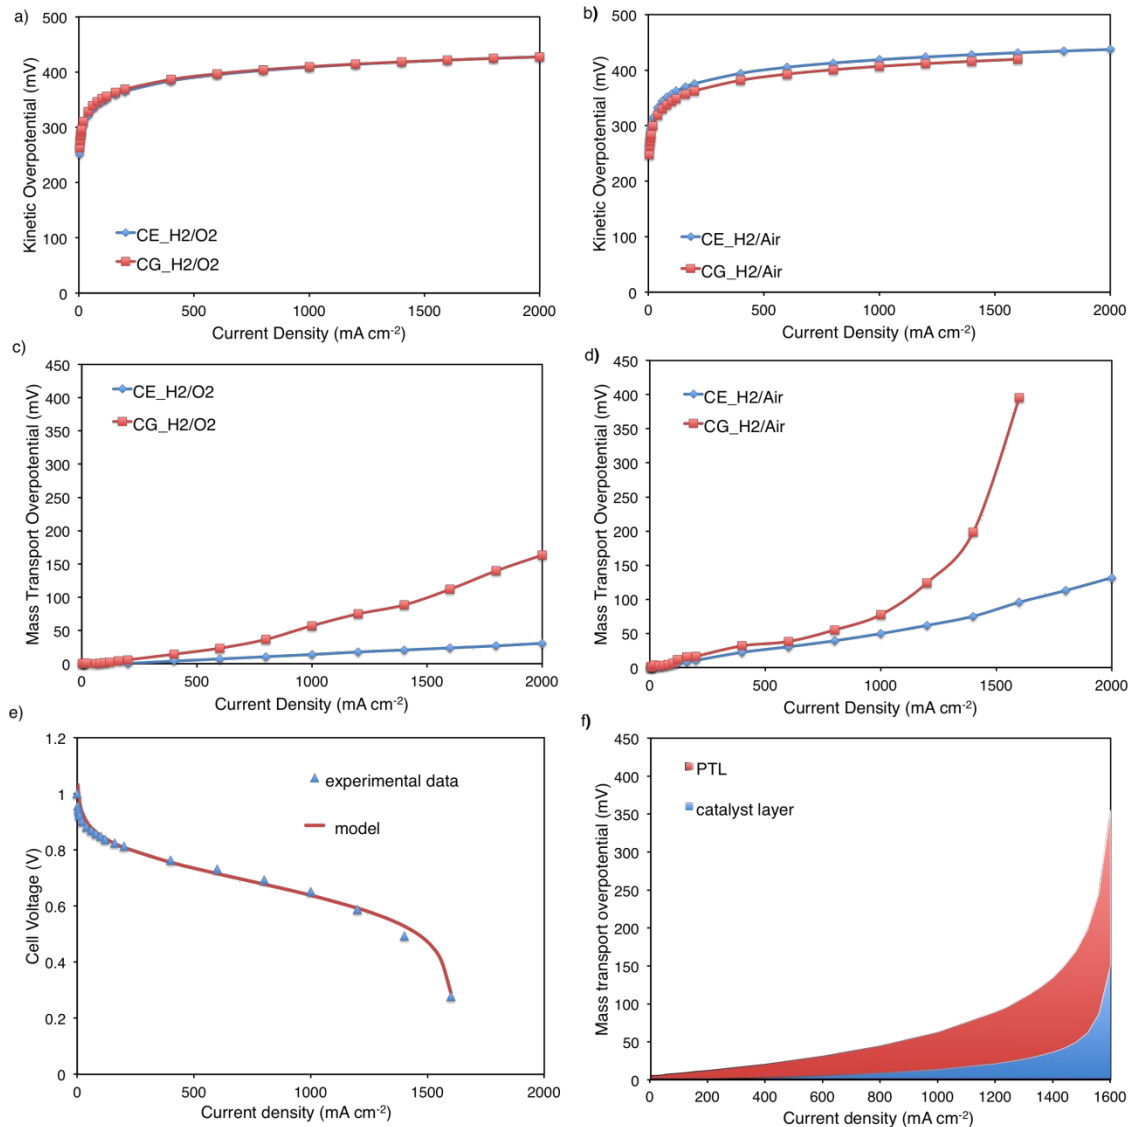 a)
500
400
300
200
100
0
Kinetic Overpotential (mV)
CE_H2/O2
CG_H2/O2
0 500 1000 1500 2000
Current Density (mA cm-2)
b)
500
400
300
200
100
0
Kinetic Overpotential (mV)
CE_H2/Air
CG_H2/Air
0 500 1000 1500 2000
Current Density (mA cm-2)
c)
450
400
350
300
250
200
150
100
50
0
Mass Transport Overpotential (mV)
CE_H2/O2
CG_H2/O2
0 500 1000 1500 2000
Current Density (mA cm-2)
d)
450
400
350
300
250
200
150
100
50
0
Mass Transport Overpotential (mV)
CE_H2/Air
CG_H2/Air
0 500 1000 1500 2000
Current Density (mA cm-2)
e)
1.2
1
0.8
0.6
0.4
0.2
0
Cell Voltage (V)
experimental data
model
0 500 1000 1500 2000
Current density (mA cm-2)
f)
450
400
350
300
250
200
150
100
50
0
Mass transport overpotential (mV)
PTL
catalyst layer
0 200 400 600 800 1000 1200 1400 1600
Current density (mA cm-2)